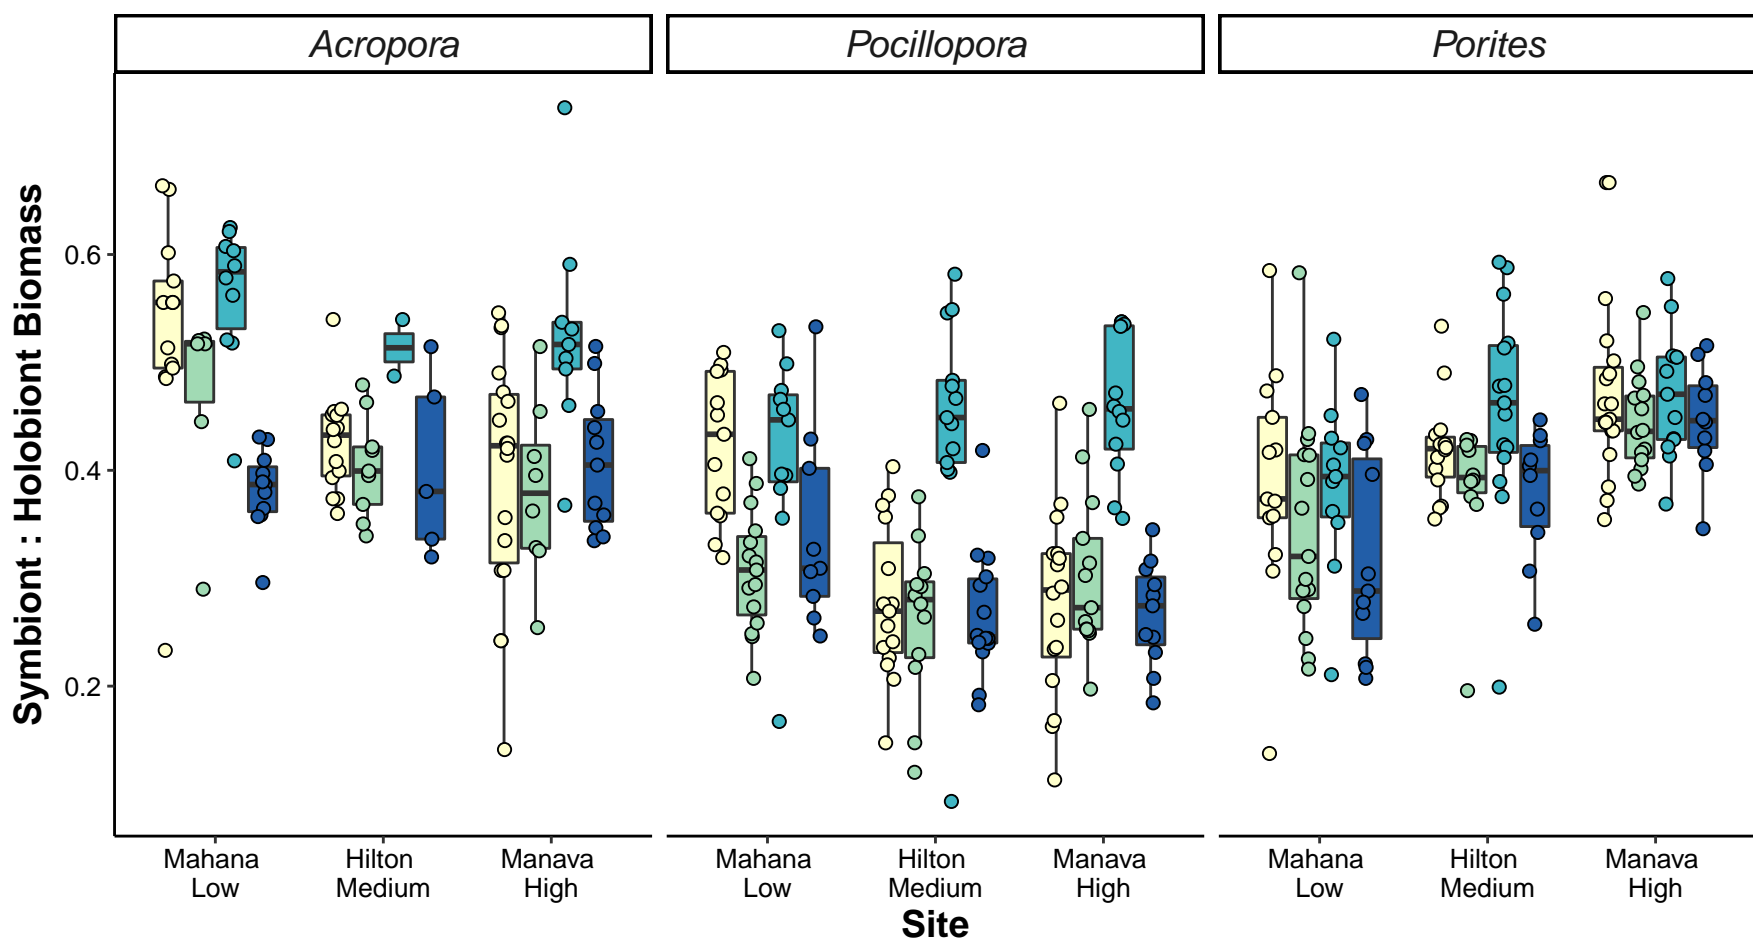 Acropora
Pocillopora
Porites
Symbiont : Holobiont Biomass
0.6
0.4
0.2
Mahana
Low
Hilton
Medium
Manava
High
Mahana
Low
Hilton
Medium
Manava
High
Mahana
Low
Hilton
Medium
Manava
High
Site